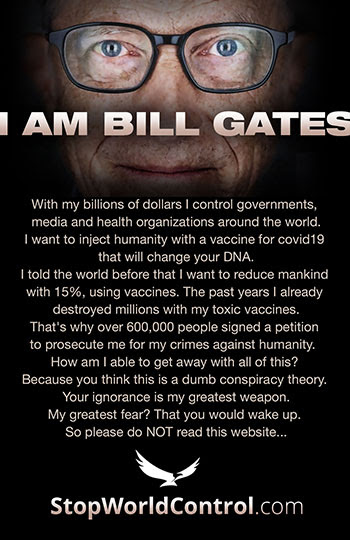 I AM BILL GATES
With my billions of dollars I control governments,
media and health organizations around the world.
I want to inject humanity with a vaccine for covid19
that will change your DNA.
I told the world before that I want to reduce mankind
with 15%, using vaccines. The past years I already
destroyed millions with my toxic vaccines.
That's why over 600,000 people signed a petition
to prosecute me for my crimes against humanity.
How am I able to get away with all of this?
Because you think this is a dumb conspiracy theory.
Your ignorance is my greatest weapon.
My greatest fear? That you would wake up.
So please do NOT read this website...
StopWorldControl.com